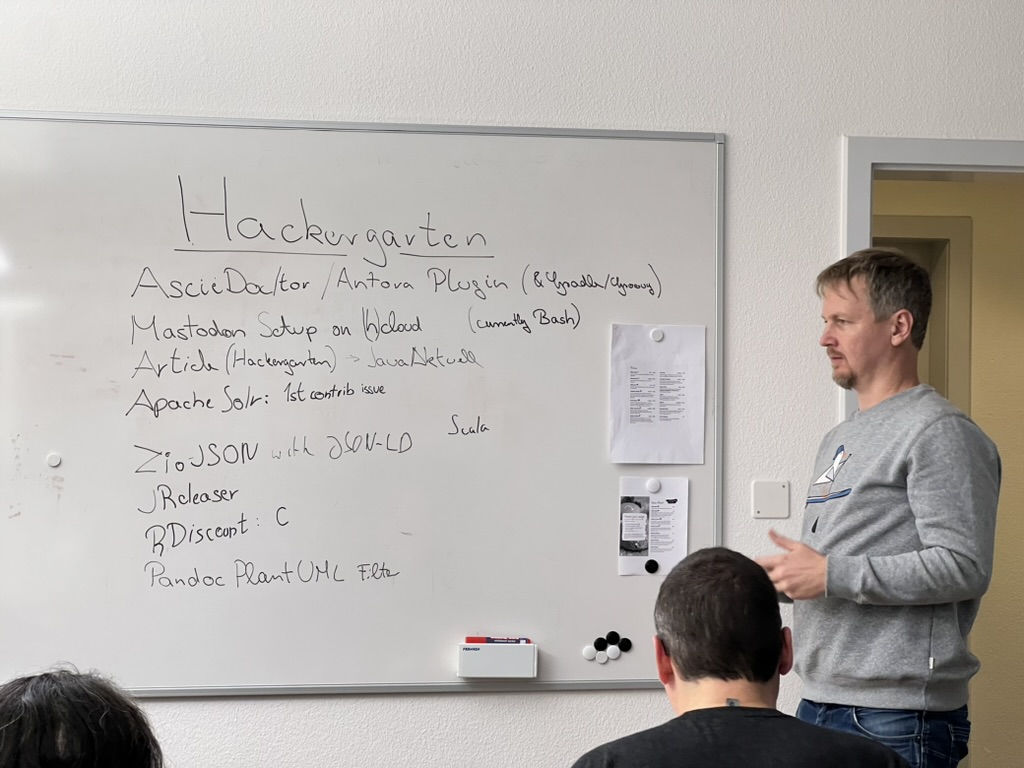 Hackergarten
AsciiDoctor / Antora Plugin (& Gradle/Groovy)
Mastodon Setup on (h)cloud (currently Bash)
Article (Hackergarten) → JavaAktuell
Apache Solr: 1st contrib issue
Zio-JSON with JSON-LD Scala
JReleaser
RDiscount: C
Pandoc PlantUML Filter